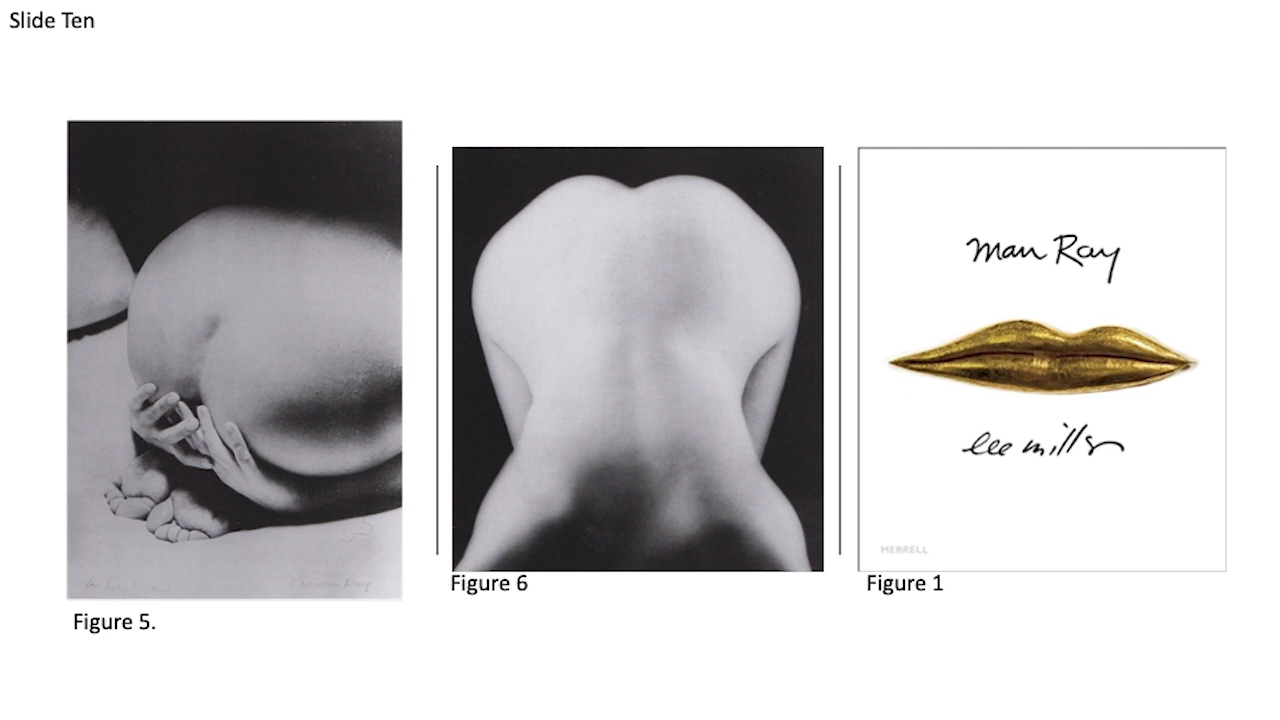 Slide Ten
Man Ray
lee miller
MERRELL
Figure 5.
Figure 6
Figure 1